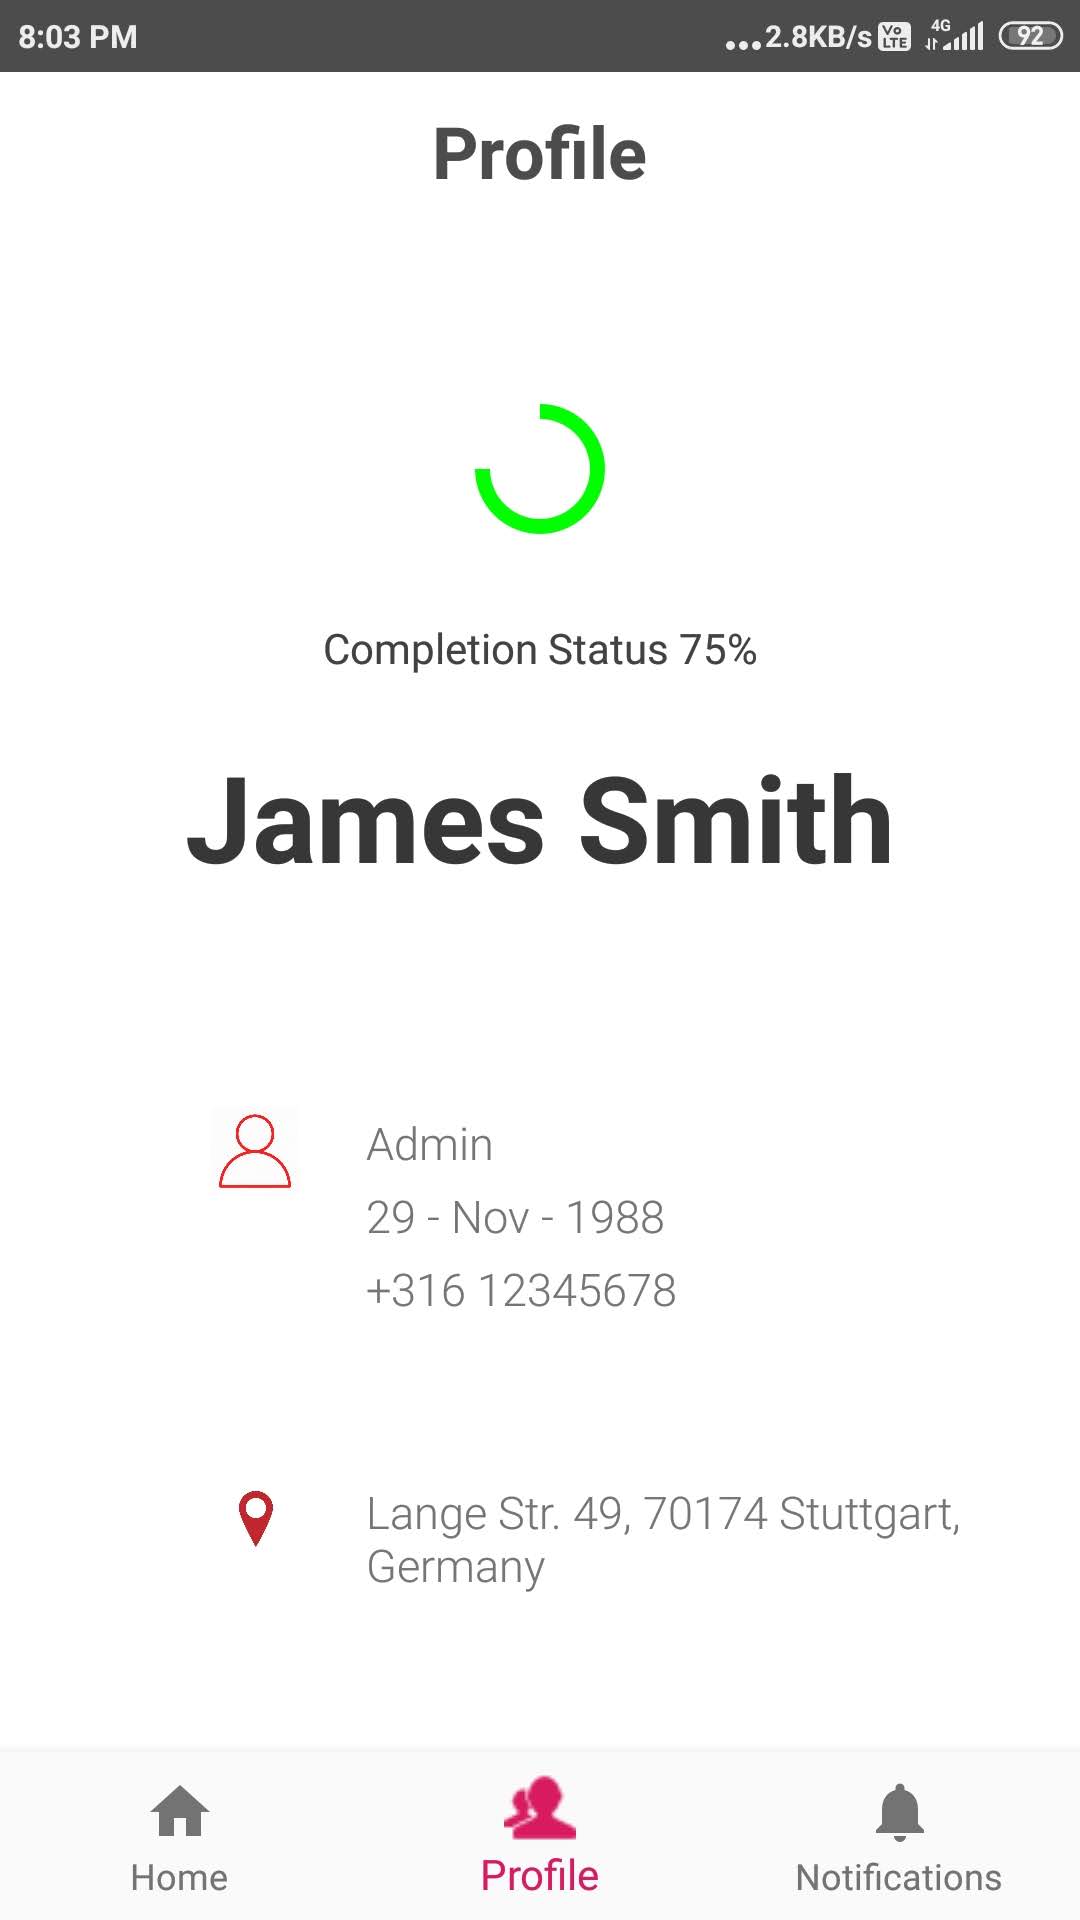 8:03 PM
...2.8KB/s Vo LTE 4G 92
Profile
Completion Status 75%
James Smith
Admin
29 - Nov - 1988
+316 12345678
Lange Str. 49, 70174 Stuttgart,
Germany
Home Profile Notifications